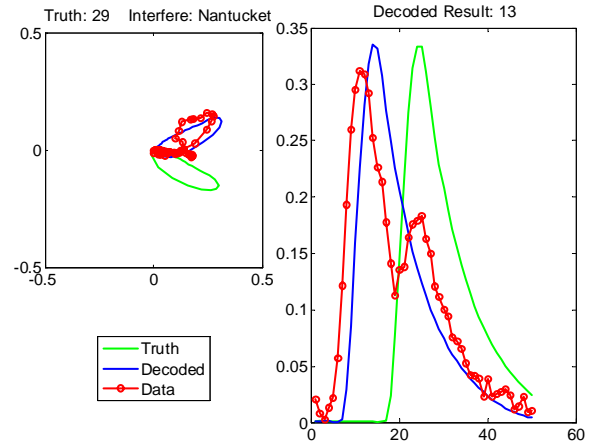 Truth: 29 Interfere: Nantucket
0.5
0
-0.5
-0.5 0 0.5
Truth
Decoded
Data
Decoded Result: 13
0.35
0.3
0.25
0.2
0.15
0.1
0.05
0
0 20 40 60